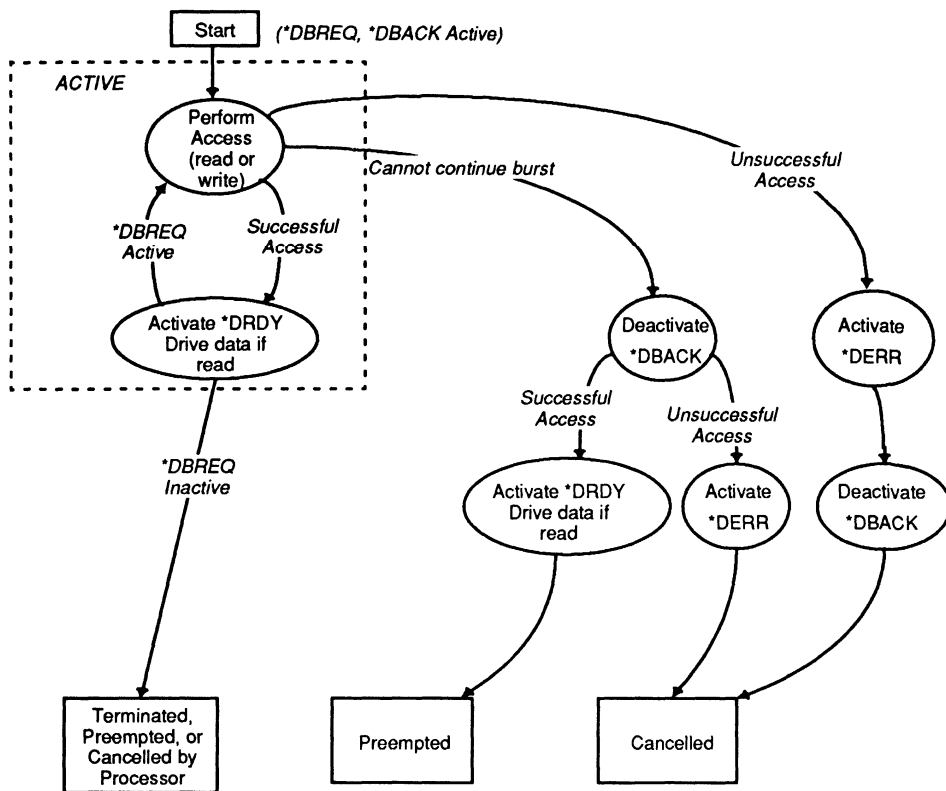 Start
(*DBREQ, *DBACK Active)
ACTIVE
Perform
Access
(read or
write)
*DBREQ
Active
Successful
Access
Activate *DRDY
Drive data if
read
*DBREQ
Inactive
Terminated,
Preempted, or
Cancelled by
Processor
Cannot continue burst
Unsuccessful
Access
Deactivate
*DBACK
Activate
*DERR
Successful
Access
Unsuccessful
Access
Activate *DRDY
Drive data if
read
Activate
*DERR
Deactivate
*DBACK
Preempted
Cancelled